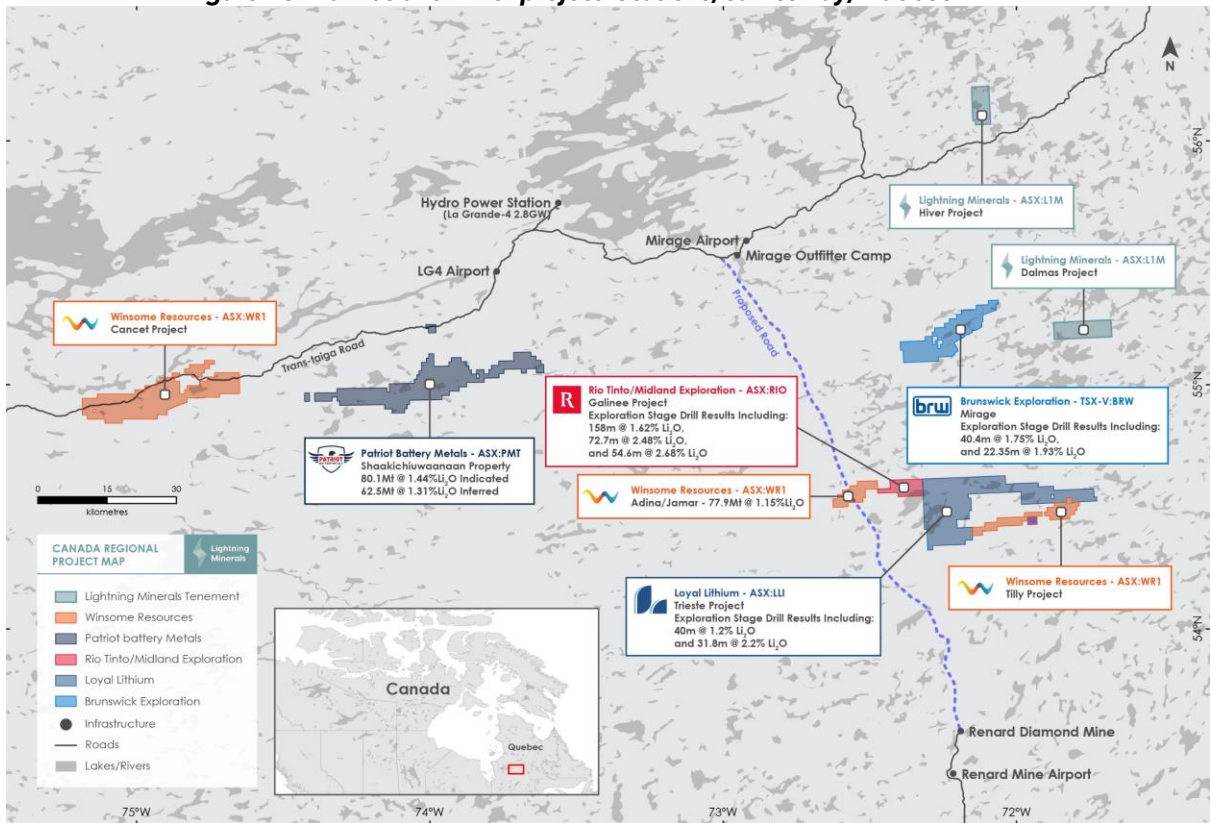 Figure Dalmas and Hiver project locations, James Bay, Quebec
N
56°N
Lightning Minerals - ASX:L1M
Hiver Project
Hydro Power Station
(La Grande-4 2.8GW)
Mirage Airport
Mirage Outfitter Camp
LG4 Airport
Lightning Minerals - ASX:L1M
Dalmas Project
Proposed Road
Winsome Resources - ASX:WR1
Cancet Project
Trans-taiga Road
55°N
R
Rio Tinto/Midland Exploration - ASX:RIO
Galinee Project
Exploration Stage Drill Results Including:
158m @ 1.62% Li₂O,
72.7m @ 2.48% Li₂O,
and 54.6m @ 2.68% Li₂O
brw
Brunswick Exploration - TSX-V:BRW
Mirage
Exploration Stage Drill Results Including:
40.4m @ 1.75% Li₂O,
and 22.35m @ 1.93% Li₂O
PATRIOT
Patriot Battery Metals - ASX:PMT
Shaakichiuwaanaan Property
80.1Mt @ 1.44%Li₂O Indicated
62.5Mt @ 1.31%Li₂O Inferred
Winsome Resources - ASX:WR1
Adina/Jamar - 77.9Mt @ 1.15%Li₂O
0 15 30
kilometres
Loyal Lithium - ASX:LLI
Trieste Project
Exploration Stage Drill Results Including:
40m @ 1.2% Li₂O
and 31.8m @ 2.2% Li₂O
Winsome Resources - ASX:WR1
Tilly Project
54°N
CANADA REGIONAL
PROJECT MAP
Lightning
Minerals
Lightning Minerals Tenement
Winsome Resources
Patriot battery Metals
Rio Tinto/Midland Exploration
Loyal Lithium
Brunswick Exploration
Infrastructure
Roads
Lakes/Rivers
Canada
Quebec
Renard Diamond Mine
Renard Mine Airport
75°W
74°W
73°W
72°W